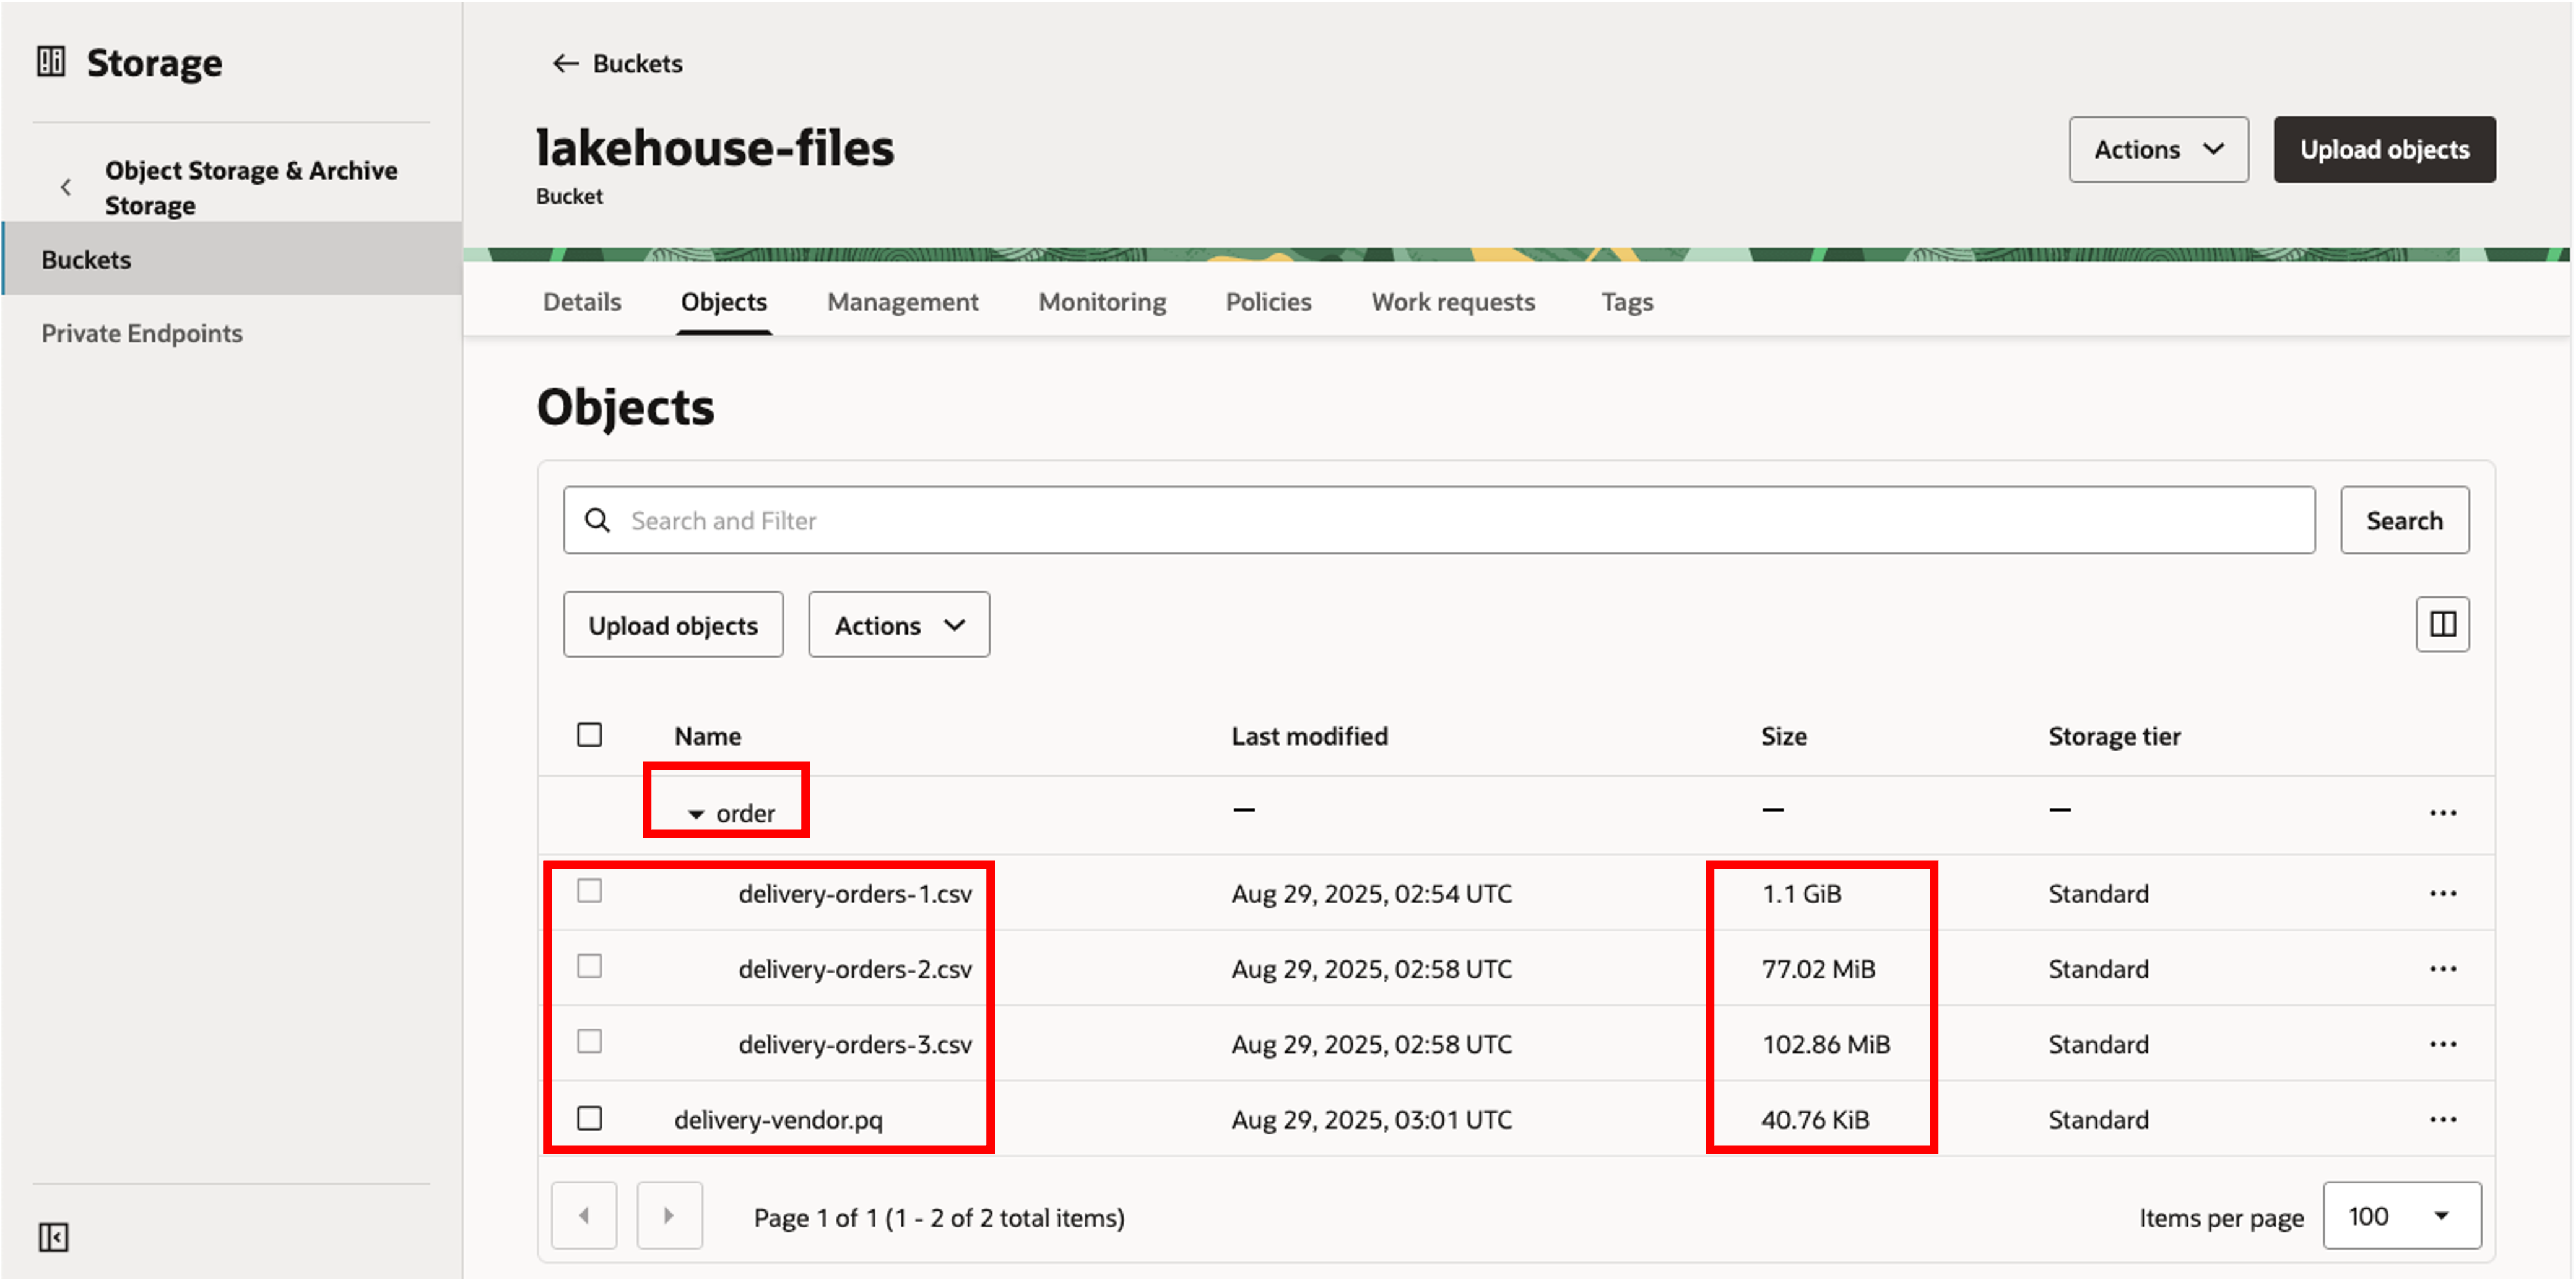 Storage
Object Storage & Archive
Storage
Buckets
Private Endpoints
Buckets
lakehouse-files
Bucket
Actions
Upload objects
Details Objects Management Monitoring Policies Work requests Tags
Objects
Search and Filter
Search
Upload objects
Actions
Name Last modified Size Storage tier
order — — —
delivery-orders-1.csv Aug 29, 2025, 02:54 UTC 1.1 GiB Standard
delivery-orders-2.csv Aug 29, 2025, 02:58 UTC 77.02 MiB Standard
delivery-orders-3.csv Aug 29, 2025, 02:58 UTC 102.86 MiB Standard
delivery-vendor.pq Aug 29, 2025, 03:01 UTC 40.76 KiB Standard
Page 1 of 1 (1 - 2 of 2 total items)
Items per page 100